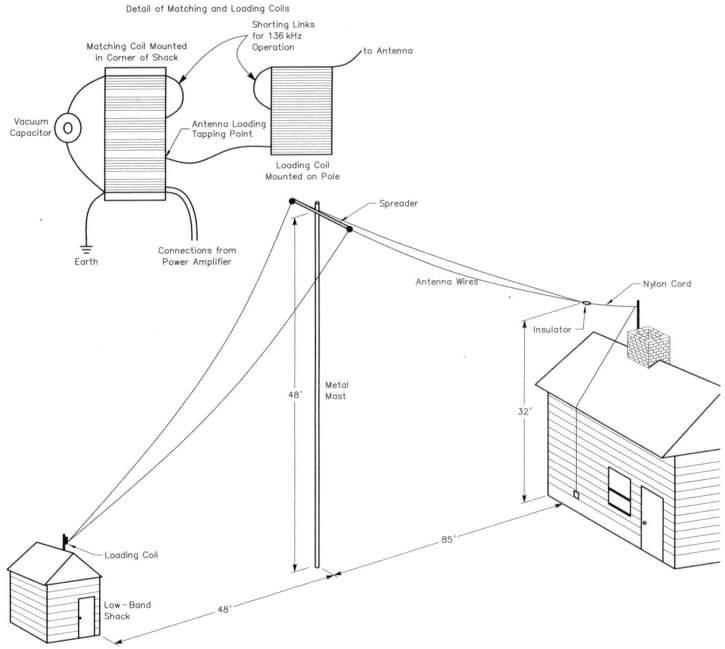 Detail of Matching and Loading Coils
Shorting Links
for 136 kHz
Operation
Matching Coil Mounted
in Corner of Shack
to Antenna
Vacuum
Capacitor
Antenna Loading
Tapping Point
Loading Coil
Mounted on Pole
Earth
Connections from
Power Amplifier
Spreader
Antenna Wires
Nylon Cord
Insulator
48'
Metal
Mast
32'
85'
Loading Coil
Low-Band
Shack
48'